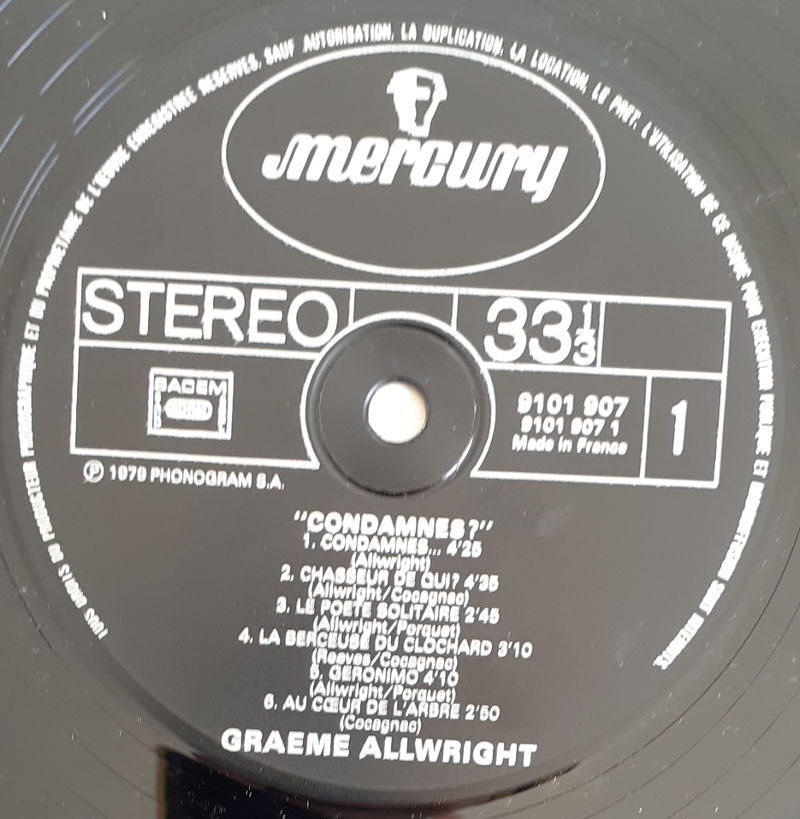 TOUS DROITS DU PRODUCTEUR PHONOGRAPHIQUE ET DU PROPRIETAIRE DE L'ŒUVRE ENREGISTREE RESERVES. SAUF AUTORISATION, LA DUPLICATION, LA LOCATION, LE PRET, L'UTILISATION DE CE DISQUE POUR EXECUTION PUBLIQUE ET RADIODIFFUSION SONT INTERDITS.
mercury
STEREO
33 1/3
SACEM
9101 907
9101 907 1
Made in France
1
Ⓟ 1979 PHONOGRAM S.A.
"CONDAMNES?"
1. CONDAMNES... 4'25
(Allwright)
2. CHASSEUR DE QUI? 4'35
(Allwright/Cocagnac)
3. LE POETE SOLITAIRE 2'45
(Allwright/Porquet)
4. LA BERCEUSE DU CLOCHARD 3'10
(Reeves/Cocagnac)
5. GERONIMO 4'10
(Allwright/Porquet)
6. AU CŒUR DE L'ARBRE 2'50
(Cocagnac)
GRAEME ALLWRIGHT